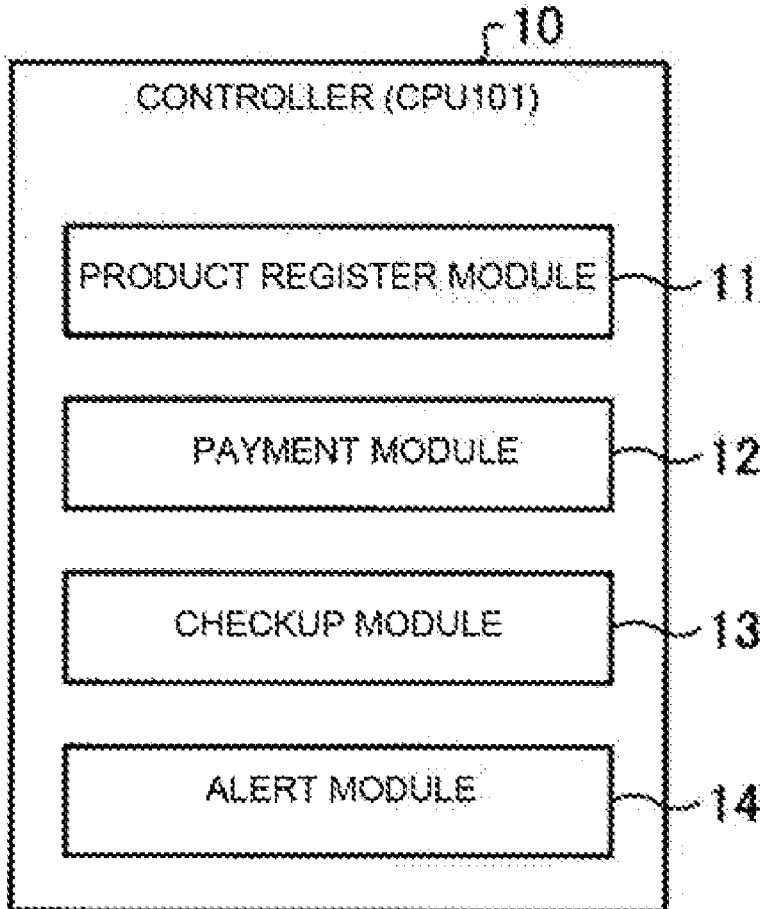 10
CONTROLLER (CPU101)
PRODUCT REGISTER MODULE
11
PAYMENT MODULE
12
CHECKUP MODULE
13
ALERT MODULE
14